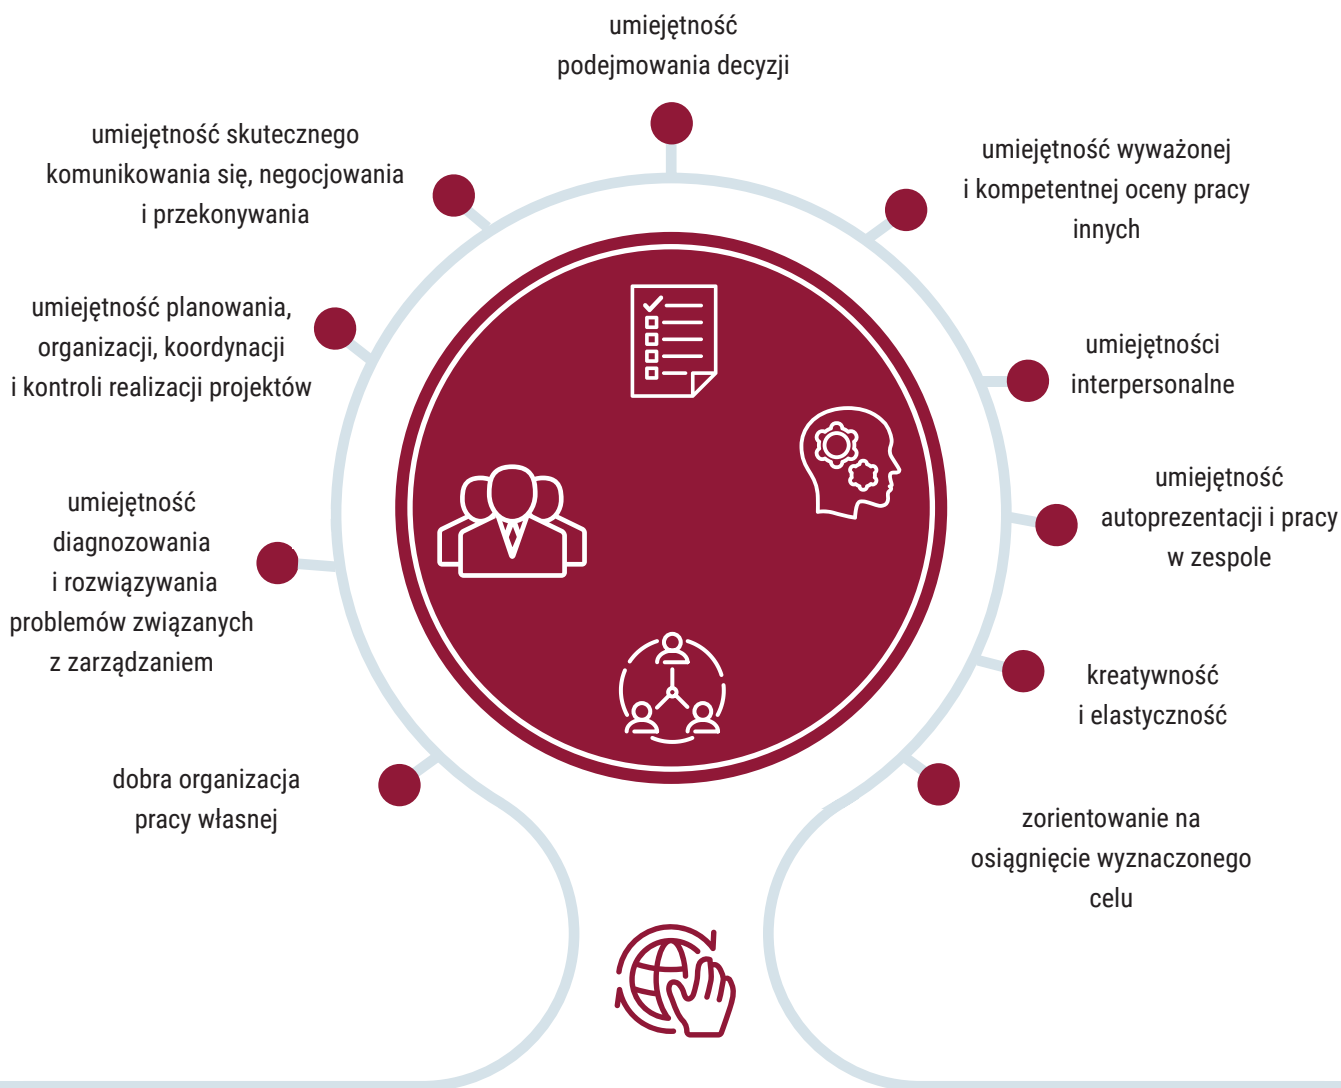 umiejętność
podejmowania decyzji
umiejętność skutecznego
komunikowania się, negocjowania
i przekonywania
umiejętność wyważonej
i kompetentnej oceny pracy
innych
umiejętność planowania,
organizacji, koordynacji
i kontroli realizacji projektów
umiejętności
interpersonalne
umiejętność
diagnozowania
i rozwiązywania
problemów związanych
z zarządzaniem
umiejętność
autoprezentacji i pracy
w zespole
kreatywność
i elastyczność
dobra organizacja
pracy własnej
zorientowanie na
osiągnięcie wyznaczonego
celu